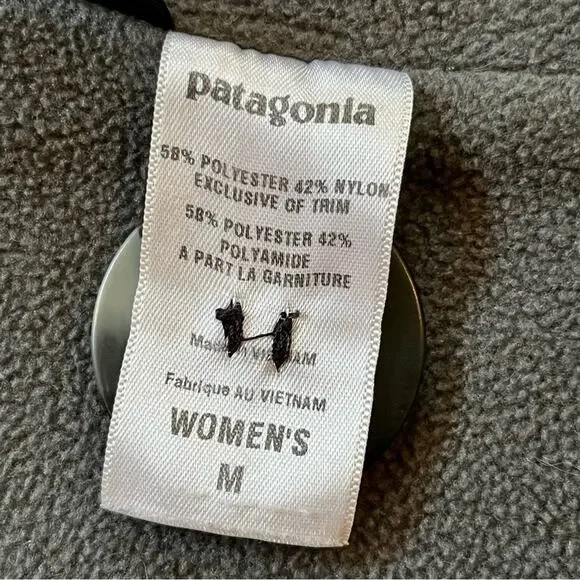 patagonia
58% POLYESTER 42% NYLON
EXCLUSIVE OF TRIM
58% POLYESTER 42%
POLYAMIDE
A PART LA GARNITURE
VIETNAM
Fabrique AU VIETNAM
WOMEN'S
M